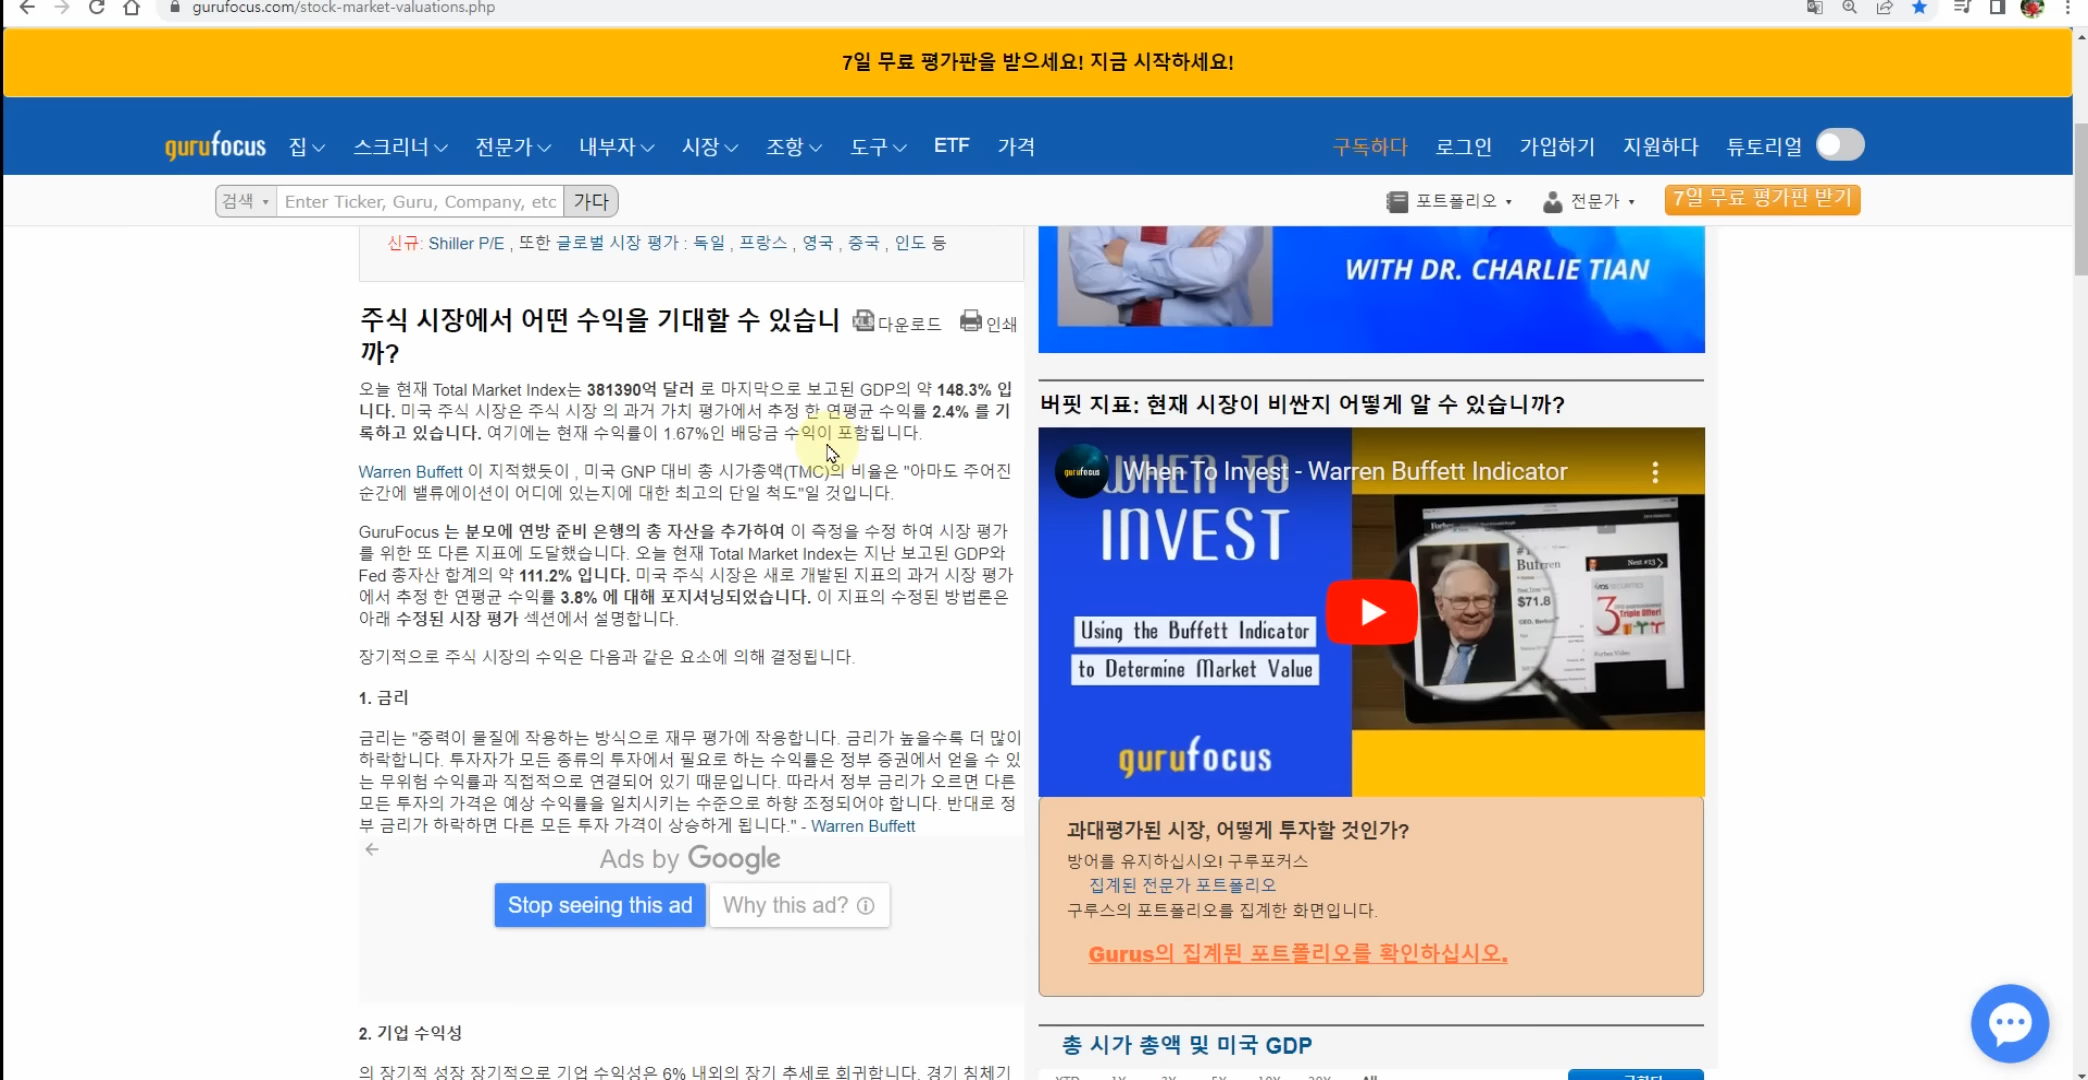 gurufocus.com/stock-market-valuations.php
7일 무료 평가판을 받으세요! 지금 시작하세요!
gurufocus 집 스크리너 전문가 내부자 시장 조항 도구 ETF 가격 구독하다 로그인 가입하기 지원하다 튜토리얼
검색 Enter Ticker, Guru, Company, etc 가다 포트폴리오 전문가 7일 무료 평가판 받기
신규: Shiller P/E , 또한 글로벌 시장 평가 : 독일 , 프랑스 , 영국 , 중국 , 인도 등
주식 시장에서 어떤 수익을 기대할 수 있습니
까?
다운로드 인쇄
오늘 현재 Total Market Index는 381390억 달러 로 마지막으로 보고된 GDP의 약 148.3% 입
니다. 미국 주식 시장은 주식 시장 의 과거 가치 평가에서 추정 한 연평균 수익률 2.4% 를 기
록하고 있습니다. 여기에는 현재 수익률이 1.67%인 배당금 수익이 포함됩니다.
Warren Buffett 이 지적했듯이 , 미국 GNP 대비 총 시가총액(TMC)의 비율은 "아마도 주어진
순간에 밸류에이션이 어디에 있는지에 대한 최고의 단일 척도"일 것입니다.
GuruFocus 는 분모에 연방 준비 은행의 총 자산을 추가하여 이 측정을 수정 하여 시장 평가
를 위한 또 다른 지표에 도달했습니다. 오늘 현재 Total Market Index는 지난 보고된 GDP와
Fed 총자산 합계의 약 111.2% 입니다. 미국 주식 시장은 새로 개발된 지표의 과거 시장 평가
에서 추정 한 연평균 수익률 3.8% 에 대해 포지셔닝되었습니다. 이 지표의 수정된 방법론은
아래 수정된 시장 평가 섹션에서 설명합니다.
장기적으로 주식 시장의 수익은 다음과 같은 요소에 의해 결정됩니다.
1. 금리
금리는 "중력이 물질에 작용하는 방식으로 재무 평가에 작용합니다. 금리가 높을수록 더 많이
하락합니다. 투자자가 모든 종류의 투자에서 필요로 하는 수익률은 정부 증권에서 얻을 수 있
는 무위험 수익률과 직접적으로 연결되어 있기 때문입니다. 따라서 정부 금리가 오르면 다른
모든 투자의 가격은 예상 수익률을 일치시키는 수준으로 하향 조정되어야 합니다. 반대로 정
부 금리가 하락하면 다른 모든 투자 가격이 상승하게 됩니다." - Warren Buffett
Ads by Google
Stop seeing this ad Why this ad?
2. 기업 수익성
의 장기적 성장 장기적으로 기업 수익성은 6% 내외의 장기 추세로 회귀합니다. 경기 침체기
WITH DR. CHARLIE TIAN
버핏 지표: 현재 시장이 비싼지 어떻게 알 수 있습니까?
gurufocus
When To Invest - Warren Buffett Indicator
WHEN TO
INVEST
Using the Buffett Indicator
to Determine Market Value
gurufocus
$71.8
과대평가된 시장, 어떻게 투자할 것인가?
방어를 유지하십시오! 구루포커스
집계된 전문가 포트폴리오
구루스의 포트폴리오를 집계한 화면입니다.
Gurus의 집계된 포트폴리오를 확인하십시오.
총 시가 총액 및 미국 GDP